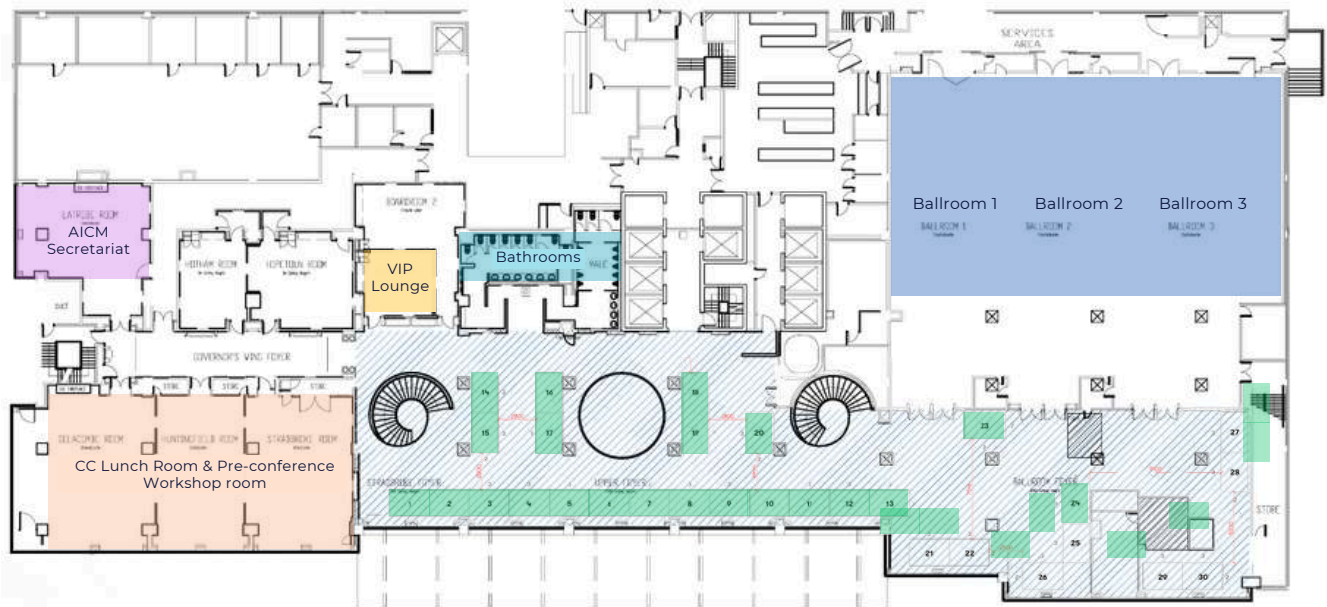 SERVICES
AREA
Ballroom 1
Ballroom 2
Ballroom 3
BALLROOM 1
BALLROOM 2
BALLROOM 3
LATROBE ROOM
AICM
Secretariat
BOARDROOM 2
HOTHAM ROOM
HOPETOUN ROOM
VIP
Lounge
Bathrooms
MALE
GOVERNOR'S WING FOYER
STORE
STORE
STORE
DELACOMBE ROOM
HUNTINGFIELD ROOM
STRADBROKE ROOM
CC Lunch Room & Pre-conference
Workshop room
14
16
15
17
20
23
27
28
STRADBROKE FOYER
UPPER FOYER
BALLROOM FOYER
1
2
3
4
5
6
7
8
9
10
11
12
13
24
STORE
21
22
25
26
29
30